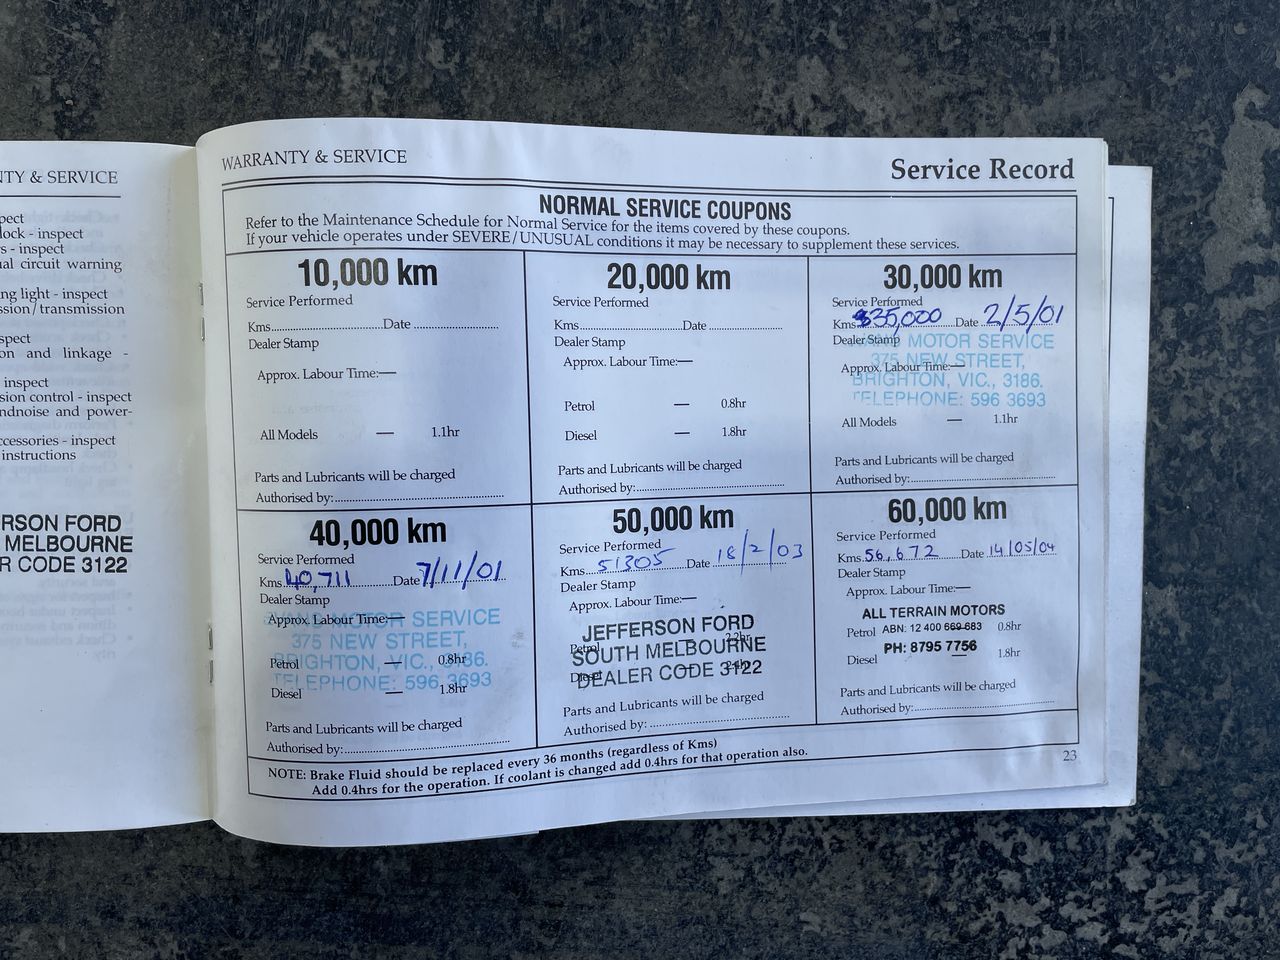 NTY & SERVICE
pect
lock - inspect
rs - inspect
ual circuit warning
ng light - inspect
ssion/transmission
spect
on and linkage -
inspect
sion control - inspect
ndnoise and power-
ccessories - inspect
instructions
RSON FORD
MELBOURNE
R CODE 3122
WARRANTY & SERVICE
Service Record
NORMAL SERVICE COUPONS
Refer to the Maintenance Schedule for Normal Service for the items covered by these coupons.
If your vehicle operates under SEVERE/UNUSUAL conditions it may be necessary to supplement these services.
10,000 km
Service Performed
Kms. Date
Dealer Stamp
Approx. Labour Time:—
All Models — 1.1hr
Parts and Lubricants will be charged
Authorised by:
20,000 km
Service Performed
Kms. Date
Dealer Stamp
Approx. Labour Time:—
Petrol — 0.8hr
Diesel — 1.8hr
Parts and Lubricants will be charged
Authorised by:
30,000 km
Service Performed
Kms 35,000 Date 2/5/01
Dealer Stamp
MOTOR SERVICE
375 NEW STREET,
Approx. Labour Time:—
BRIGHTON, VIC., 3186.
TELEPHONE: 596 3693
All Models — 1.1hr
Parts and Lubricants will be charged
Authorised by:
40,000 km
Service Performed
Kms 40,711 Date 7/11/01
Dealer Stamp
MOTOR SERVICE
Approx. Labour Time:—
375 NEW STREET,
Petrol — 0.8hr
BRIGHTON, VIC., 3186.
TELEPHONE: 596 3693
Diesel — 1.8hr
Parts and Lubricants will be charged
Authorised by:
50,000 km
Service Performed
Kms 51305 Date 18/2/03
Dealer Stamp
Approx. Labour Time:—
JEFFERSON FORD
Petrol — 2.2hr
SOUTH MELBOURNE
Diesel
DEALER CODE 3122
Parts and Lubricants will be charged
Authorised by:
60,000 km
Service Performed
Kms. 56,672 Date 14/05/04
Dealer Stamp
Approx. Labour Time:—
ALL TERRAIN MOTORS
Petrol — 0.8hr
ABN: 12 400 669 683
PH: 8795 7756
Diesel — 1.8hr
Parts and Lubricants will be charged
Authorised by:
NOTE: Brake Fluid should be replaced every 36 months (regardless of Kms)
Add 0.4hrs for the operation. If coolant is changed add 0.4hrs for that operation also.
23